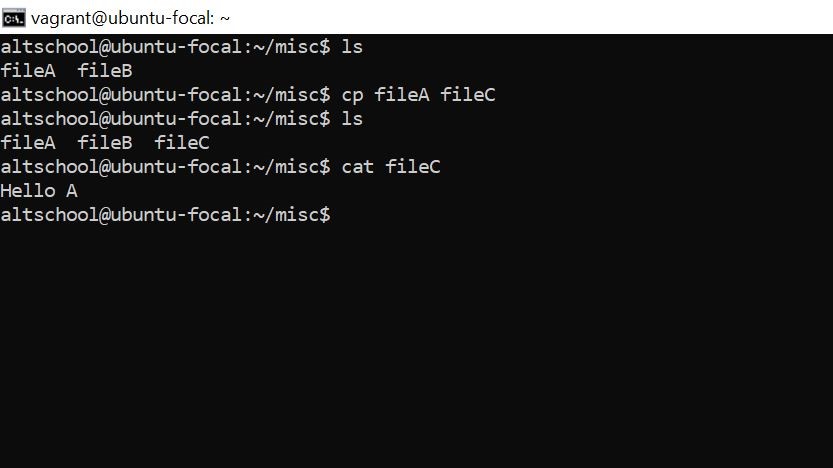 vagrant@ubuntu-focal: ~
altschool@ubuntu-focal:~/misc$ ls
fileA  fileB
altschool@ubuntu-focal:~/misc$ cp fileA fileC
altschool@ubuntu-focal:~/misc$ ls
fileA  fileB  fileC
altschool@ubuntu-focal:~/misc$ cat fileC
Hello A
altschool@ubuntu-focal:~/misc$